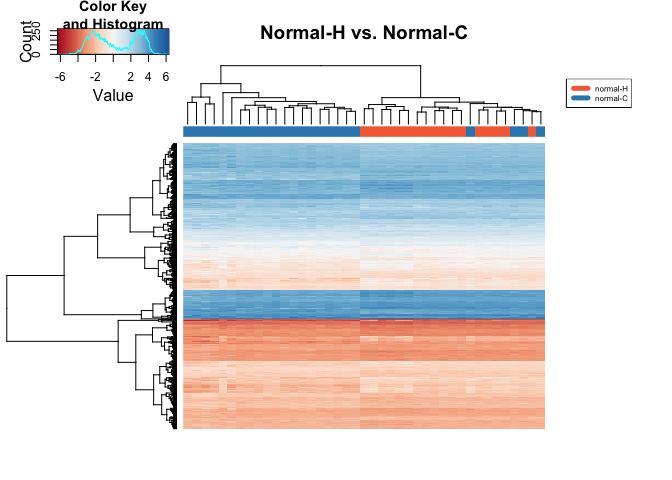 Color Key
and Histogram
Count
0 250
-6 -2 2 4 6
Value
Normal-H vs. Normal-C
normal-H
normal-C